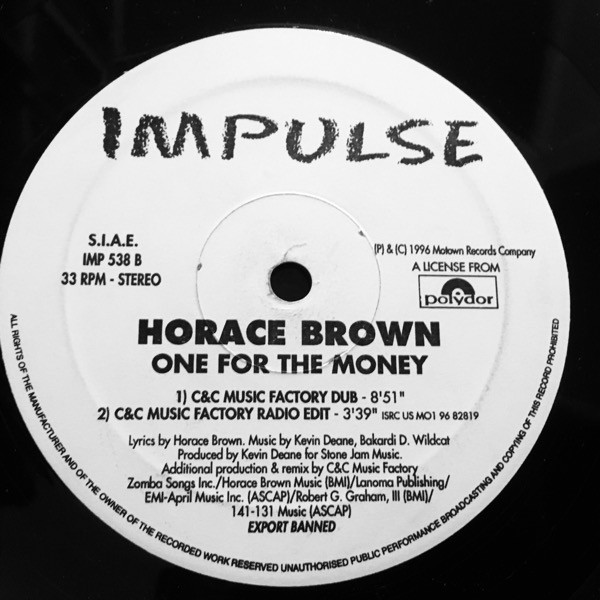 IMPULSE
S.I.A.E.
IMP 538 B
33 RPM - STEREO
(P) & (C) 1996 Motown Records Company
A LICENSE FROM
polydor
HORACE BROWN
ONE FOR THE MONEY
1) C&C MUSIC FACTORY DUB - 8'51"
2) C&C MUSIC FACTORY RADIO EDIT - 3'39" ISRC US MO1 96 82819
Lyrics by Horace Brown. Music by Kevin Deane, Bakardi D. Wildcat
Produced by Kevin Deane for Stone Jam Music.
Additional production & remix by C&C Music Factory
Zomba Songs Inc./Horace Brown Music (BMI)/Lanoma Publishing/
EMI-April Music Inc. (ASCAP)/Robert G. Graham, III (BMI)/
141-131 Music (ASCAP)
EXPORT BANNED
ALL RIGHTS OF THE MANUFACTURER AND OF THE OWNER OF THE RECORDED WORK RESERVED UNAUTHORISED PUBLIC PERFORMANCE BROADCASTING AND COPYING OF THIS RECORD PROHIBITED